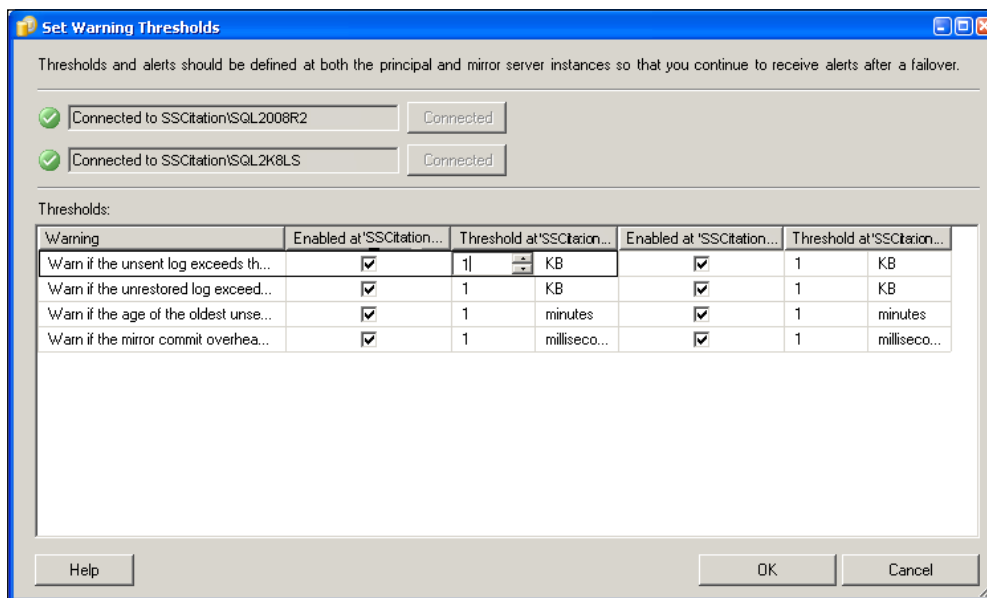 Set Warning Thresholds
Thresholds and alerts should be defined at both the principal and mirror server instances so that you continue to receive alerts after a failover.
Connected to SSCitation\SQL2008R2 Connected
Connected to SSCitation\SQL2K8LS Connected
Thresholds:
Warning Enabled at'SSCitation... Threshold at'SSCitation... Enabled at 'SSCitation... Threshold at'SSCitation...
Warn if the unsent log exceeds th... 1 KB 1 KB
Warn if the unrestored log exceed... 1 KB 1 KB
Warn if the age of the oldest unse... 1 minutes 1 minutes
Warn if the mirror commit overhea... 1 milliseco... 1 milliseco...
Help OK Cancel